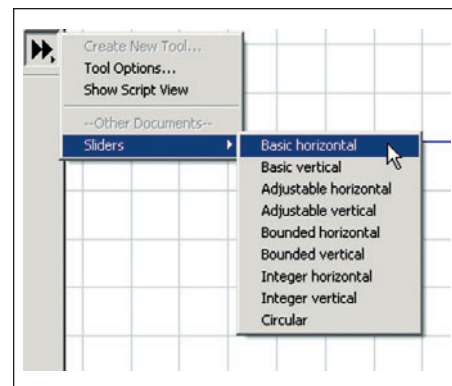 Create New Tool...
Tool Options...
Show Script View
--Other Documents--
Sliders
Basic horizontal
Basic vertical
Adjustable horizontal
Adjustable vertical
Bounded horizontal
Bounded vertical
Integer horizontal
Integer vertical
Circular